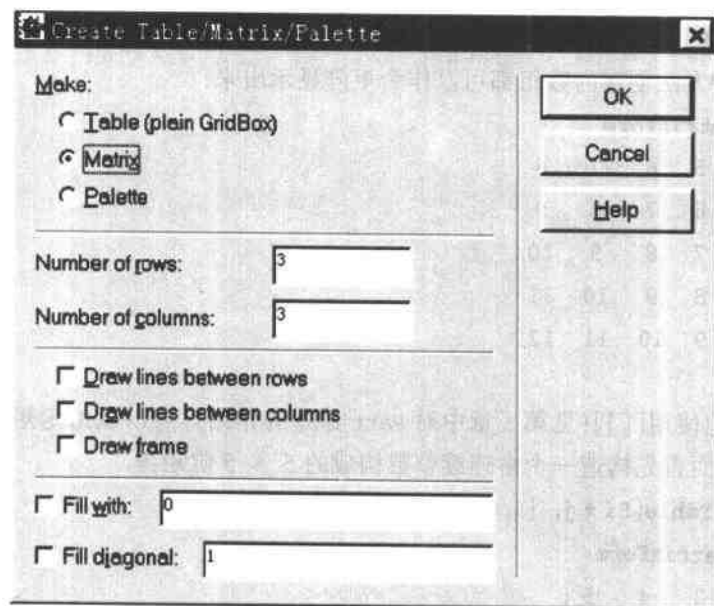 Create Table/Matrix/Palette
Make:
Table (plain GridBox)
Matrix
Palette
OK
Cancel
Help
Number of rows:
3
Number of columns:
3
Draw lines between rows
Draw lines between columns
Draw frame
Fill with:
0
Fill diagonal:
1